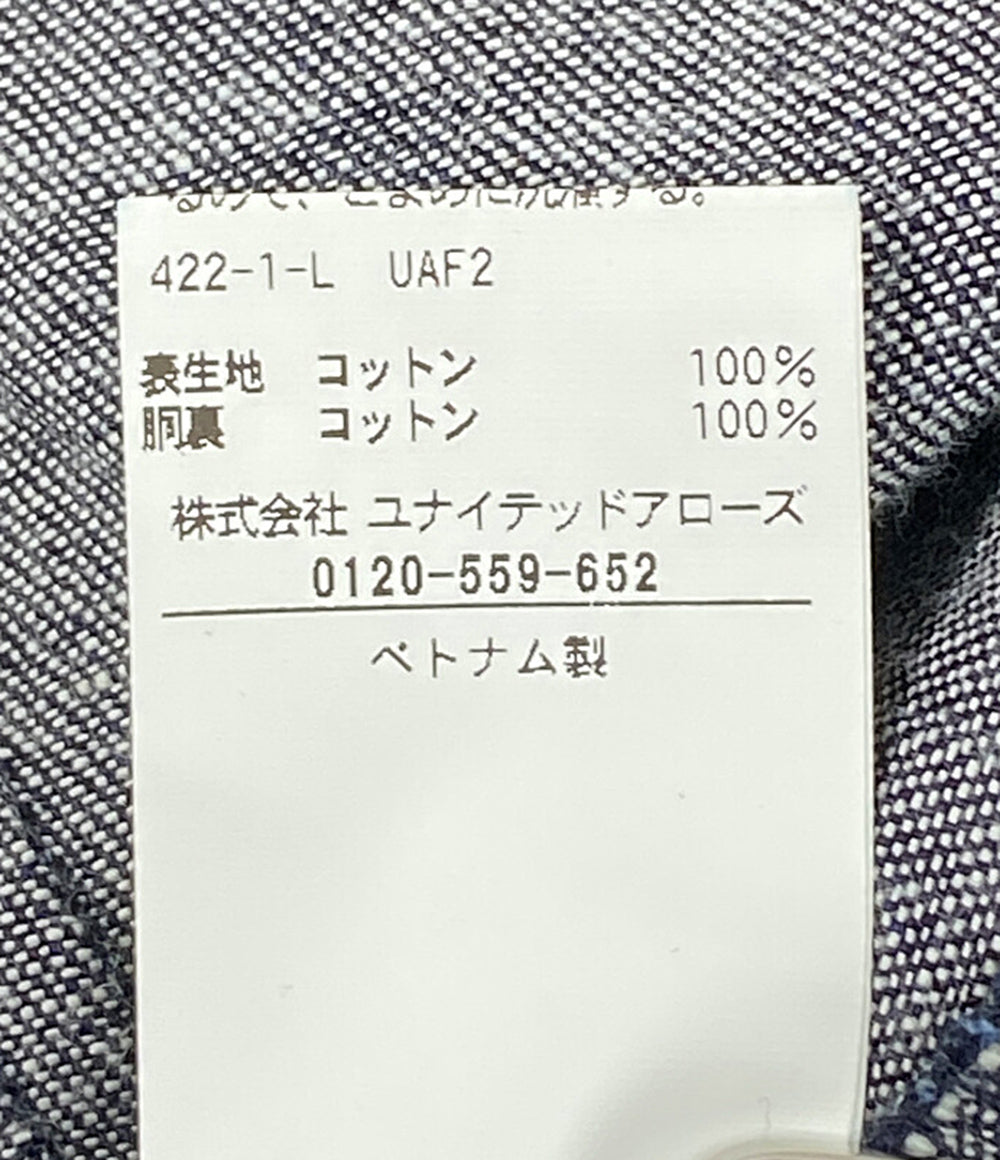 422-1-L UAF2
表生地 コットン 100%
胴裏 コットン 100%
株式会社 ユナイテッドアローズ
0120-559-652
ベトナム製